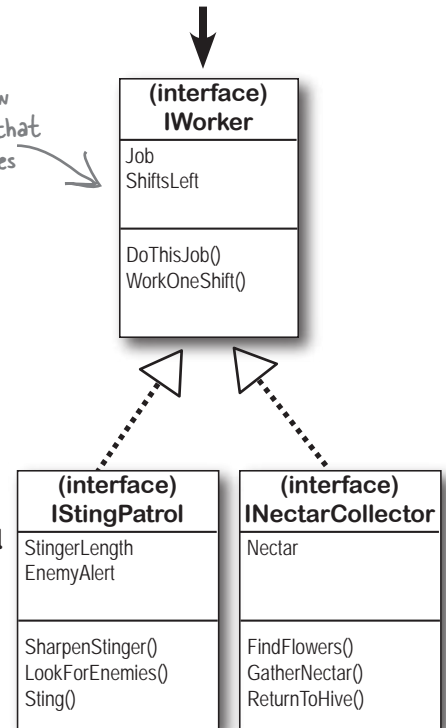 (interface)
IWorker
Job
ShiftsLeft
DoThisJob()
WorkOneShift()
(interface)
IStingPatrol
StingerLength
EnemyAlert
SharpenStinger()
LookForEnemies()
Sting()
(interface)
INectarCollector
Nectar
FindFlowers()
GatherNectar()
ReturnToHive()